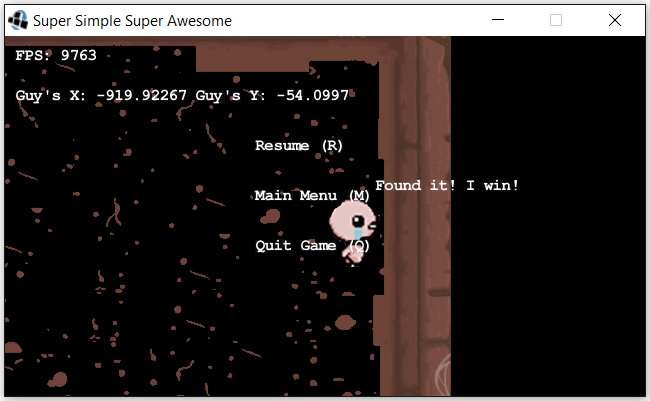 Super Simple Super Awesome
FPS: 9763
Guy's X: -919.92267 Guy's Y: -54.0997
Resume (R)
Found it! I win!
Main Menu (M)
Quit Game (Q)